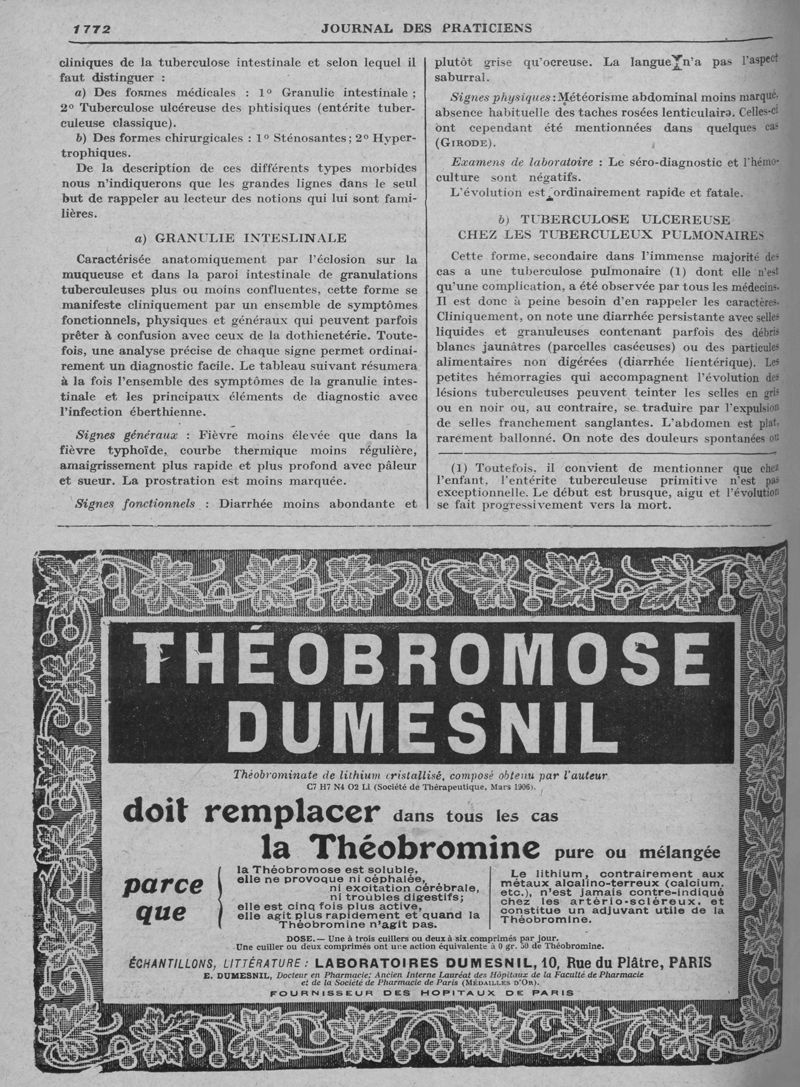 1772
JOURNAL DES PRATICIENS
cliniques de la tuberculose intestinale et selon lequel il
faut distinguer :
a) Des formes médicales : 1º Granulie intestinale ;
2º Tuberculose ulcéreuse des phtisiques (entérite tuber-
culeuse classique).
b) Des formes chirurgicales : 1º Sténosantes ; 2º Hyper-
trophiques.
De la description de ces différents types morbides
nous n'indiquerons que les grandes lignes dans le seul
but de rappeler au lecteur des notions qui lui sont fami-
lières.
a) GRANULIE INTESLINALE
Caractérisée anatomiquement par l'éclosion sur la
muqueuse et dans la paroi intestinale de granulations
tuberculeuses plus ou moins confluentes, cette forme se
manifeste cliniquement par un ensemble de symptômes
fonctionnels, physiques et généraux qui peuvent parfois
prêter à confusion avec ceux de la dothienetérie. Toute-
fois, une analyse précise de chaque signe permet ordinai-
rement un diagnostic facile. Le tableau suivant résumera
à la fois l'ensemble des symptômes de la granulie intes-
tinale et les principaux éléments de diagnostic avec
l'infection éberthienne.
Signes généraux : Fièvre moins élevée que dans la
fièvre typhoïde, courbe thermique moins régulière,
amaigrissement plus rapide et plus profond avec pâleur
et sueur. La prostration est moins marquée.
Signes fonctionnels : Diarrhée moins abondante et
plutôt grise qu'ocreuse. La langue n'a pas l'aspect
saburral.
Signes physiques : Météorisme abdominal moins marqué,
absence habituelle des taches rosées lenticulaira. Celles-ci
ont cependant été mentionnées dans quelques cas
(GIRODE).
Examens de laboratoire : Le séro-diagnostic et l'hémo-
culture sont négatifs.
L'évolution est ordinairement rapide et fatale.
b) TUBERCULOSE ULCEREUSE
CHEZ LES TUBERCULEUX PULMONAIRES
Cette forme, secondaire dans l'immense majorité des
cas a une tuberculose pulmonaire (1) dont elle n'est
qu'une complication, a été observée par tous les médecins.
Il est donc à peine besoin d'en rappeler les caractères.
Cliniquement, on note une diarrhée persistante avec selles
liquides et granuleuses contenant parfois des débris
blancs jaunâtres (parcelles caséeuses) ou des particules
alimentaires non digérées (diarrhée lientérique). Les
petites hémorragies qui accompagnent l'évolution des
lésions tuberculeuses peuvent teinter les selles en gris
ou en noir ou, au contraire, se traduire par l'expulsion
de selles franchement sanglantes. L'abdomen est plat,
rarement ballonné. On note des douleurs spontanées ou
(1) Toutefois, il convient de mentionner que chez
l'enfant, l'entérite tuberculeuse primitive n'est pas
exceptionnelle. Le début est brusque, aigu et l'évolution
se fait progressivement vers la mort.
THÉOBROMOSE
DUMESNIL
Théobrominate de lithium cristallisé, composé obtenu par l'auteur
C7 H7 N4 O2 LI (Société de Thérapeutique, Mars 1906).
doit remplacer dans tous les cas
la Théobromine pure ou mélangée
parce
que
la Théobromose est soluble,
elle ne provoque ni céphalée,
ni excitation cérébrale,
ni troubles digestifs;
elle est cinq fois plus active,
elle agit plus rapidement et quand la
Théobromine n'agit pas.
Le lithium, contrairement aux
métaux alcalino-terreux (calcium,
etc.), n'est jamais contre-indiqué
chez les artério-scléreux, et
constitue un adjuvant utile de la
Théobromine.
DOSE. — Une à trois cuillers ou deux à six comprimés par jour.
Une cuiller ou deux comprimés ont une action équivalente à 0 gr. 50 de Théobromine.
ÉCHANTILLONS, LITTÉRATURE : LABORATOIRES DUMESNIL, 10, Rue du Plâtre, PARIS
E. DUMESNIL, Docteur en Pharmacie; Ancien Interne Lauréat des Hôpitaux de la Faculté de Pharmacie
et de la Société de Pharmacie de Paris (MÉDAILLES D'OR).
FOURNISSEUR DES HOPITAUX DE PARIS